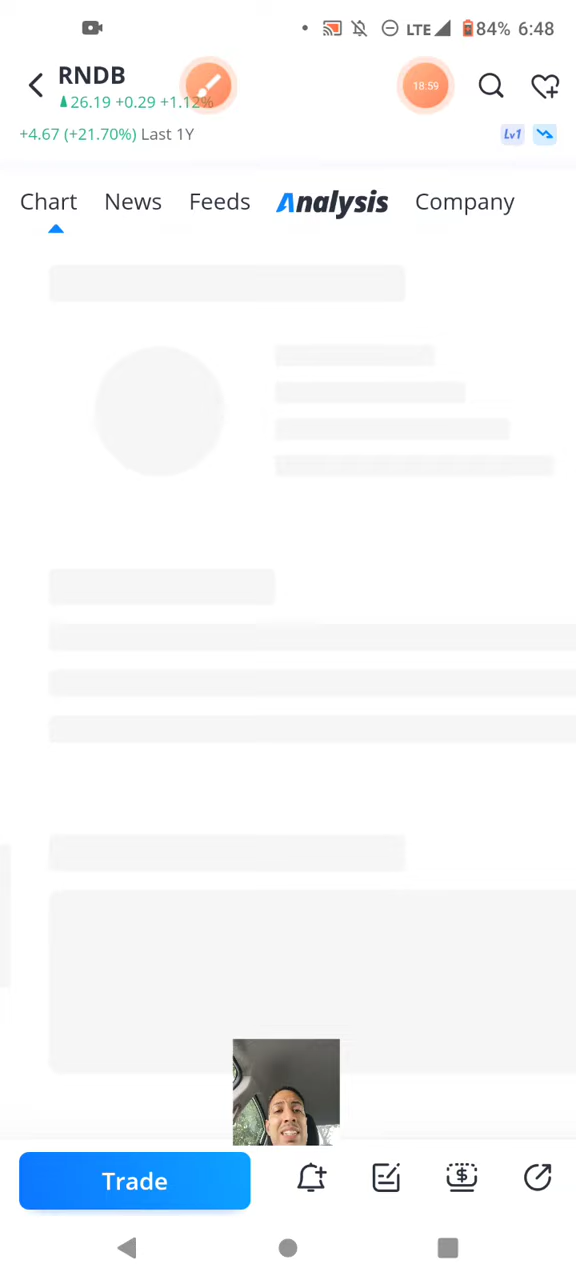 LTE 84% 6:48
RNDB
26.19 +0.29 +1.12%
18:59
+4.67 (+21.70%) Last 1Y
Lv1
Chart News Feeds Analysis Company
Trade